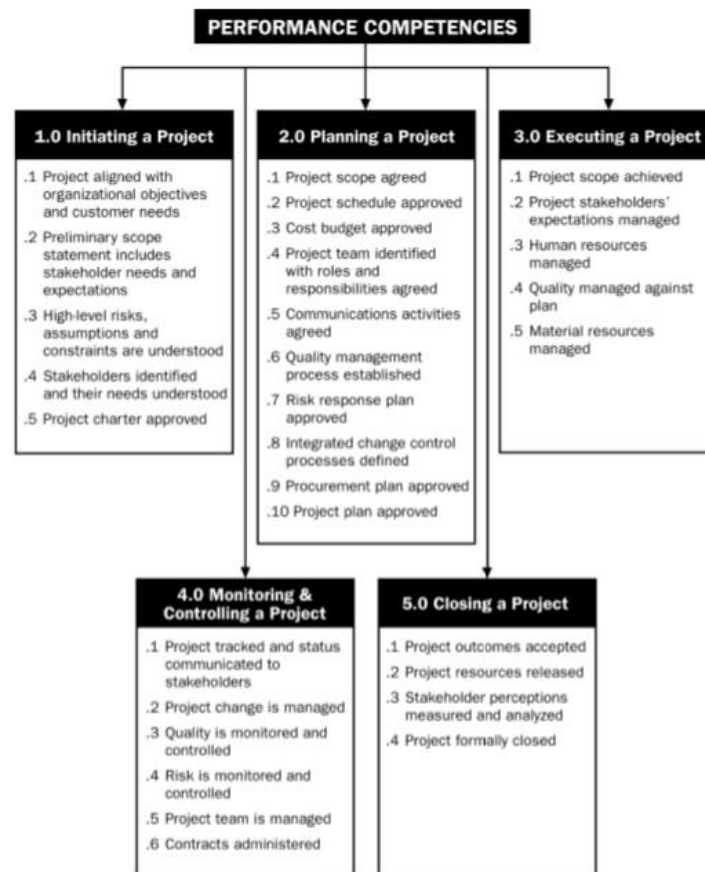 PERFORMANCE COMPETENCIES
1.0 Initiating a Project
.1 Project aligned with
organizational objectives
and customer needs
.2 Preliminary scope
statement includes
stakeholder needs and
expectations
.3 High-level risks,
assumptions and
constraints are understood
.4 Stakeholders identified
and their needs understood
.5 Project charter approved
2.0 Planning a Project
.1 Project scope agreed
.2 Project schedule approved
.3 Cost budget approved
.4 Project team identified
with roles and
responsibilities agreed
.5 Communications activities
agreed
.6 Quality management
process established
.7 Risk response plan
approved
.8 Integrated change control
processes defined
.9 Procurement plan approved
.10 Project plan approved
3.0 Executing a Project
.1 Project scope achieved
.2 Project stakeholders'
expectations managed
.3 Human resources
managed
.4 Quality managed against
plan
.5 Material resources
managed
4.0 Monitoring &
Controlling a Project
.1 Project tracked and status
communicated to
stakeholders
.2 Project change is managed
.3 Quality is monitored and
controlled
.4 Risk is monitored and
controlled
.5 Project team is managed
.6 Contracts administered
5.0 Closing a Project
.1 Project outcomes accepted
.2 Project resources released
.3 Stakeholder perceptions
measured and analyzed
.4 Project formally closed